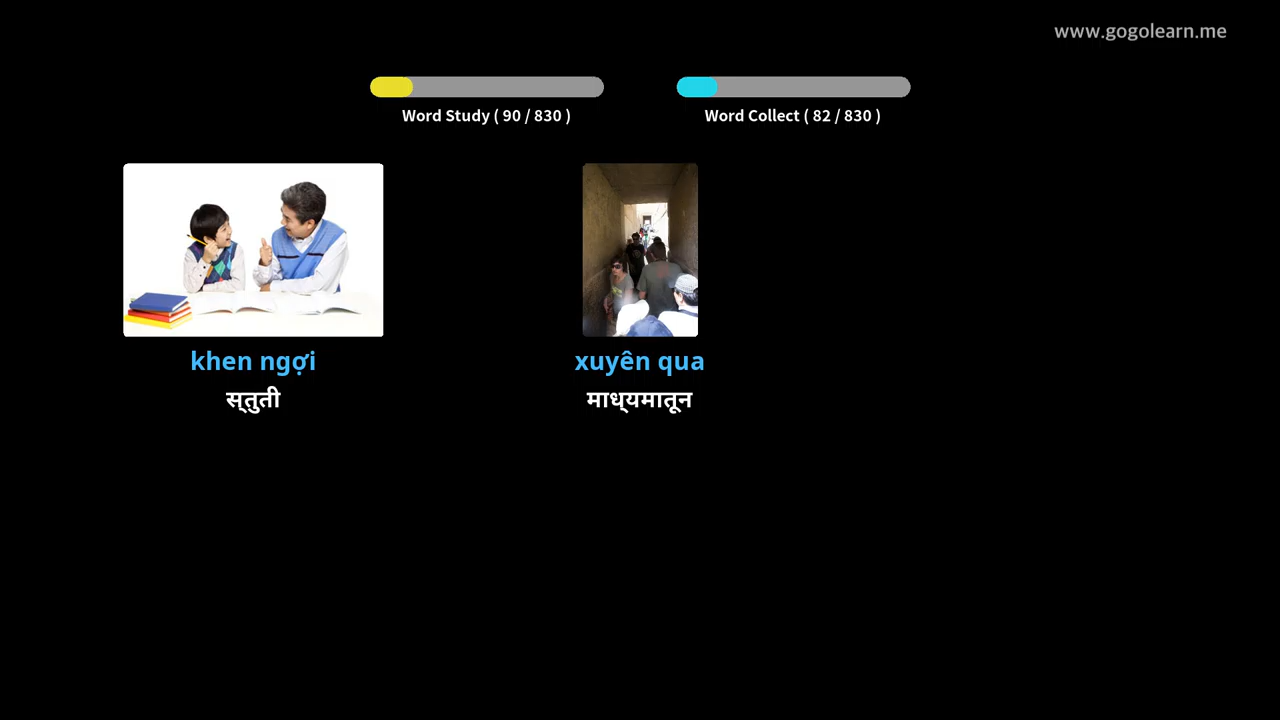 www.gogolearn.me
Word Study ( 90 / 830 )
Word Collect ( 82 / 830 )
khen ngợi
स्तुती
xuyên qua
माध्यमातून